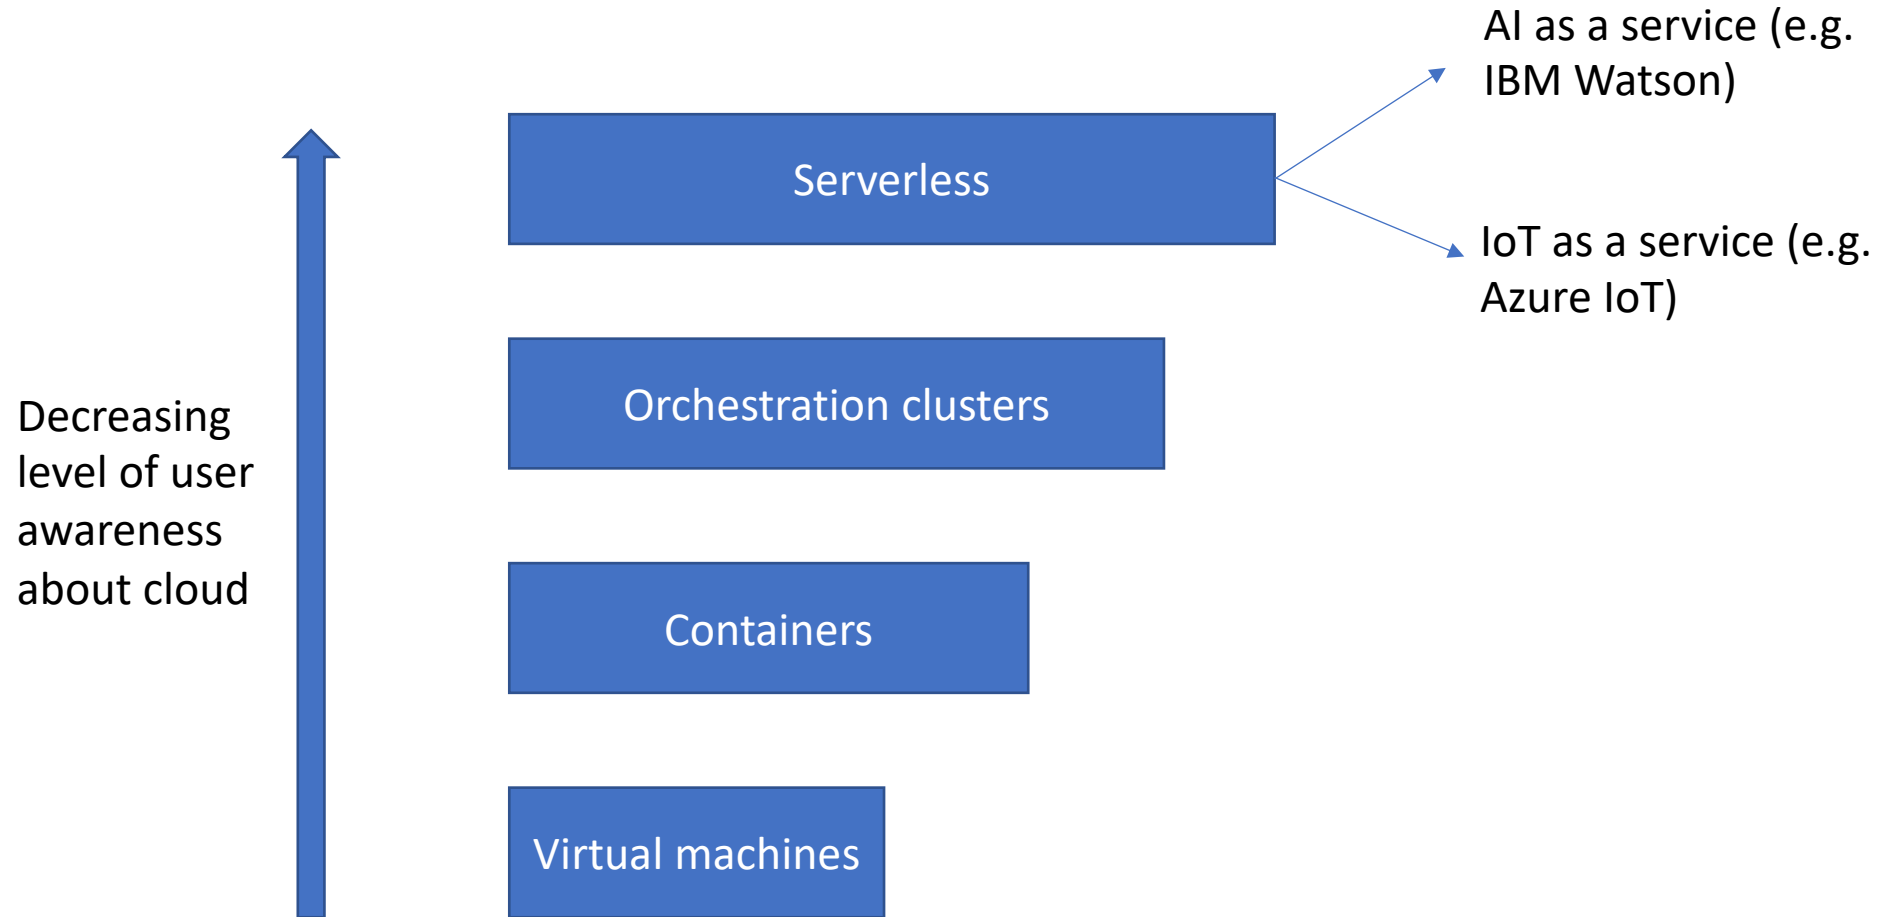 AI as a service (e.g.
IBM Watson)
Serverless
IoT as a service (e.g.
Azure IoT)
Orchestration clusters
Decreasing
level of user
awareness
about cloud
Containers
Virtual machines